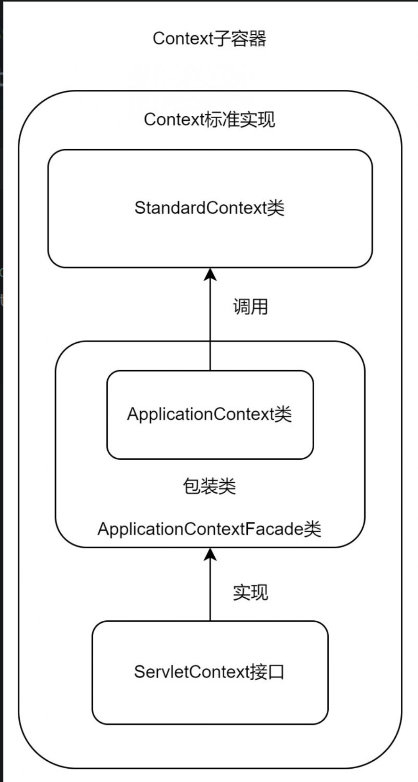 Context子容器
Context标准实现
StandardContext类
调用
ApplicationContext类
包装类
ApplicationContextFacade类
实现
ServletContext接口